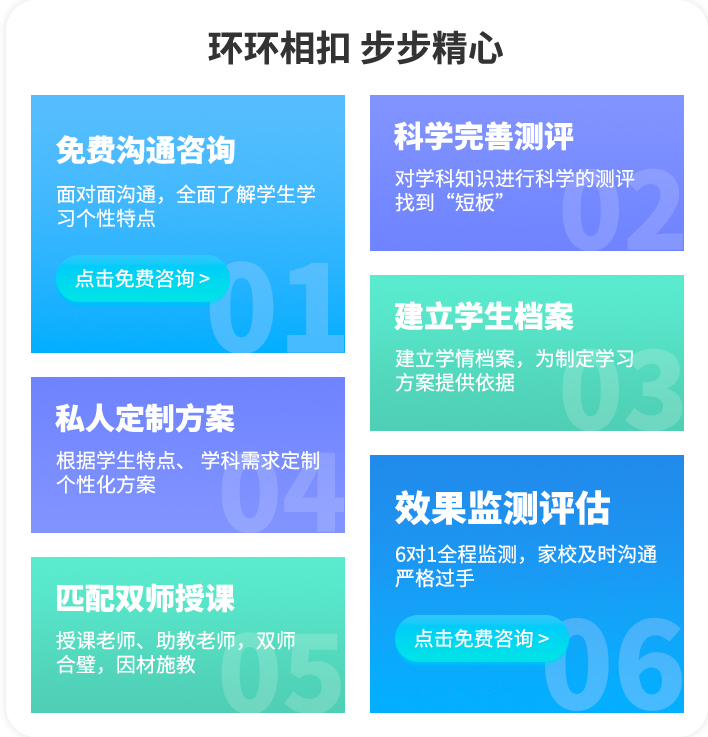 环环相扣 步步精心
免费沟通咨询
面对面沟通，全面了解学生学
习个性特点
点击免费咨询 >
01
科学完善测评
对学科知识进行科学的测评
找到“短板”
02
建立学生档案
建立学情档案，为制定学习
方案提供依据
03
私人定制方案
根据学生特点、 学科需求定制
个性化方案
04
匹配双师授课
授课老师、助教老师，双师
合璧，因材施教
05
效果监测评估
6对1全程监测，家校及时沟通
严格过手
点击免费咨询 >
06